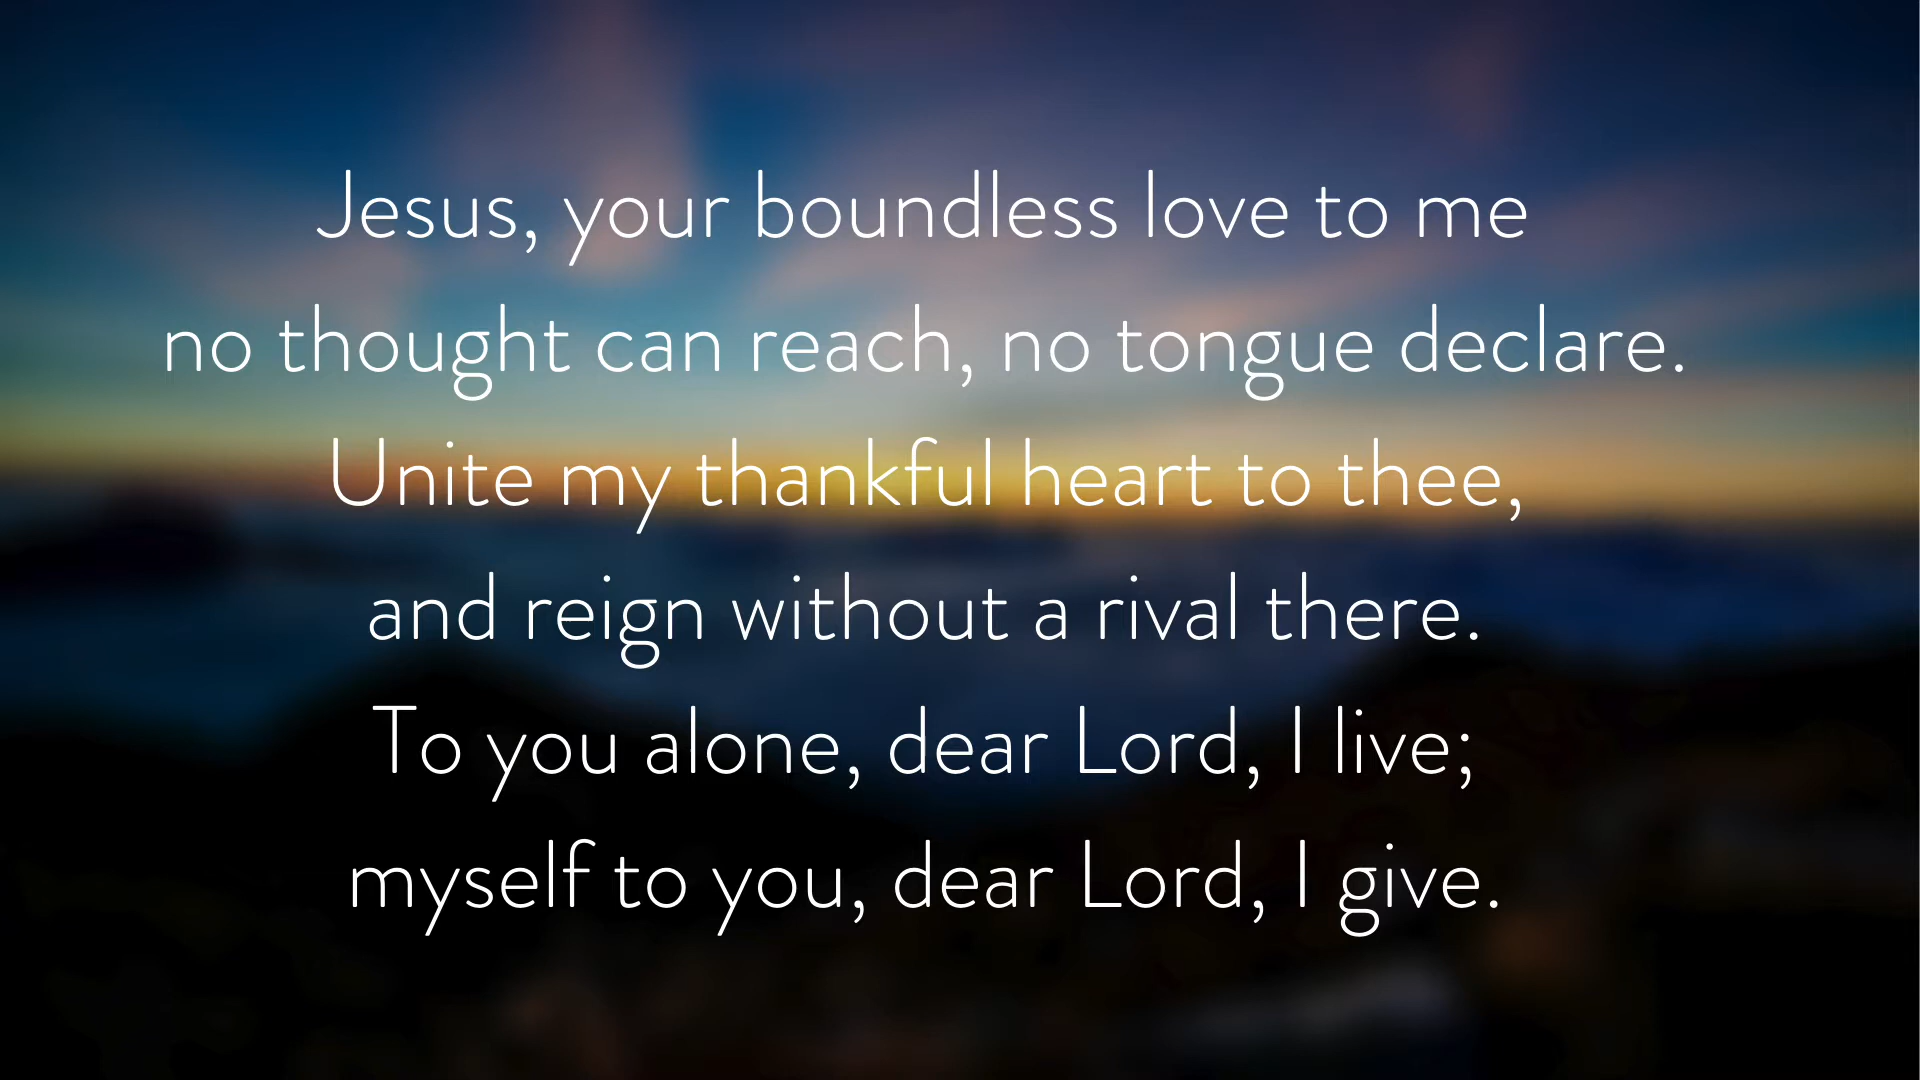 Jesus, your boundless love to me
no thought can reach, no tongue declare.
Unite my thankful heart to thee,
and reign without a rival there.
To you alone, dear Lord, I live;
myself to you, dear Lord, I give.